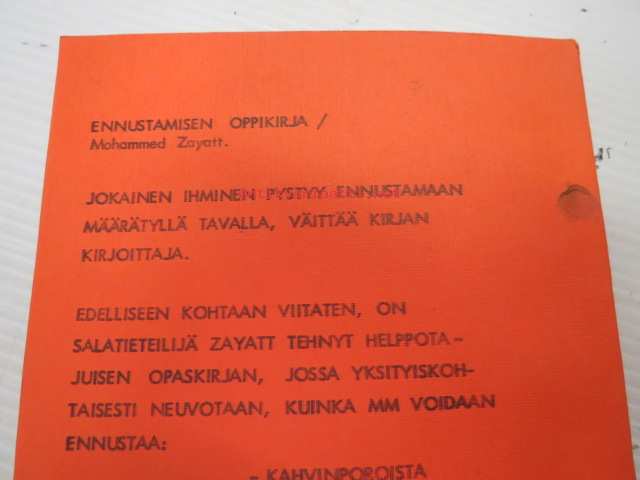 ENNUSTAMISEN OPPIKIRJA /
Mohammed Zayatt.
JOKAINEN IHMINEN PYSTYY ENNUSTAMAAN
MÄÄRÄTYLLÄ TAVALLA, VÄITTÄÄ KIRJAN
KIRJOITTAJA.
EDELLISEEN KOHTAAN VIITATEN, ON
SALATIETEILIJÄ ZAYATT TEHNYT HELPPOTA-
JUISEN OPASKIRJAN, JOSSA YKSITYISKOH-
TAISESTI NEUVOTAAN, KUINKA MM VOIDAAN
ENNUSTAA:
- KAHVINPOROISTA